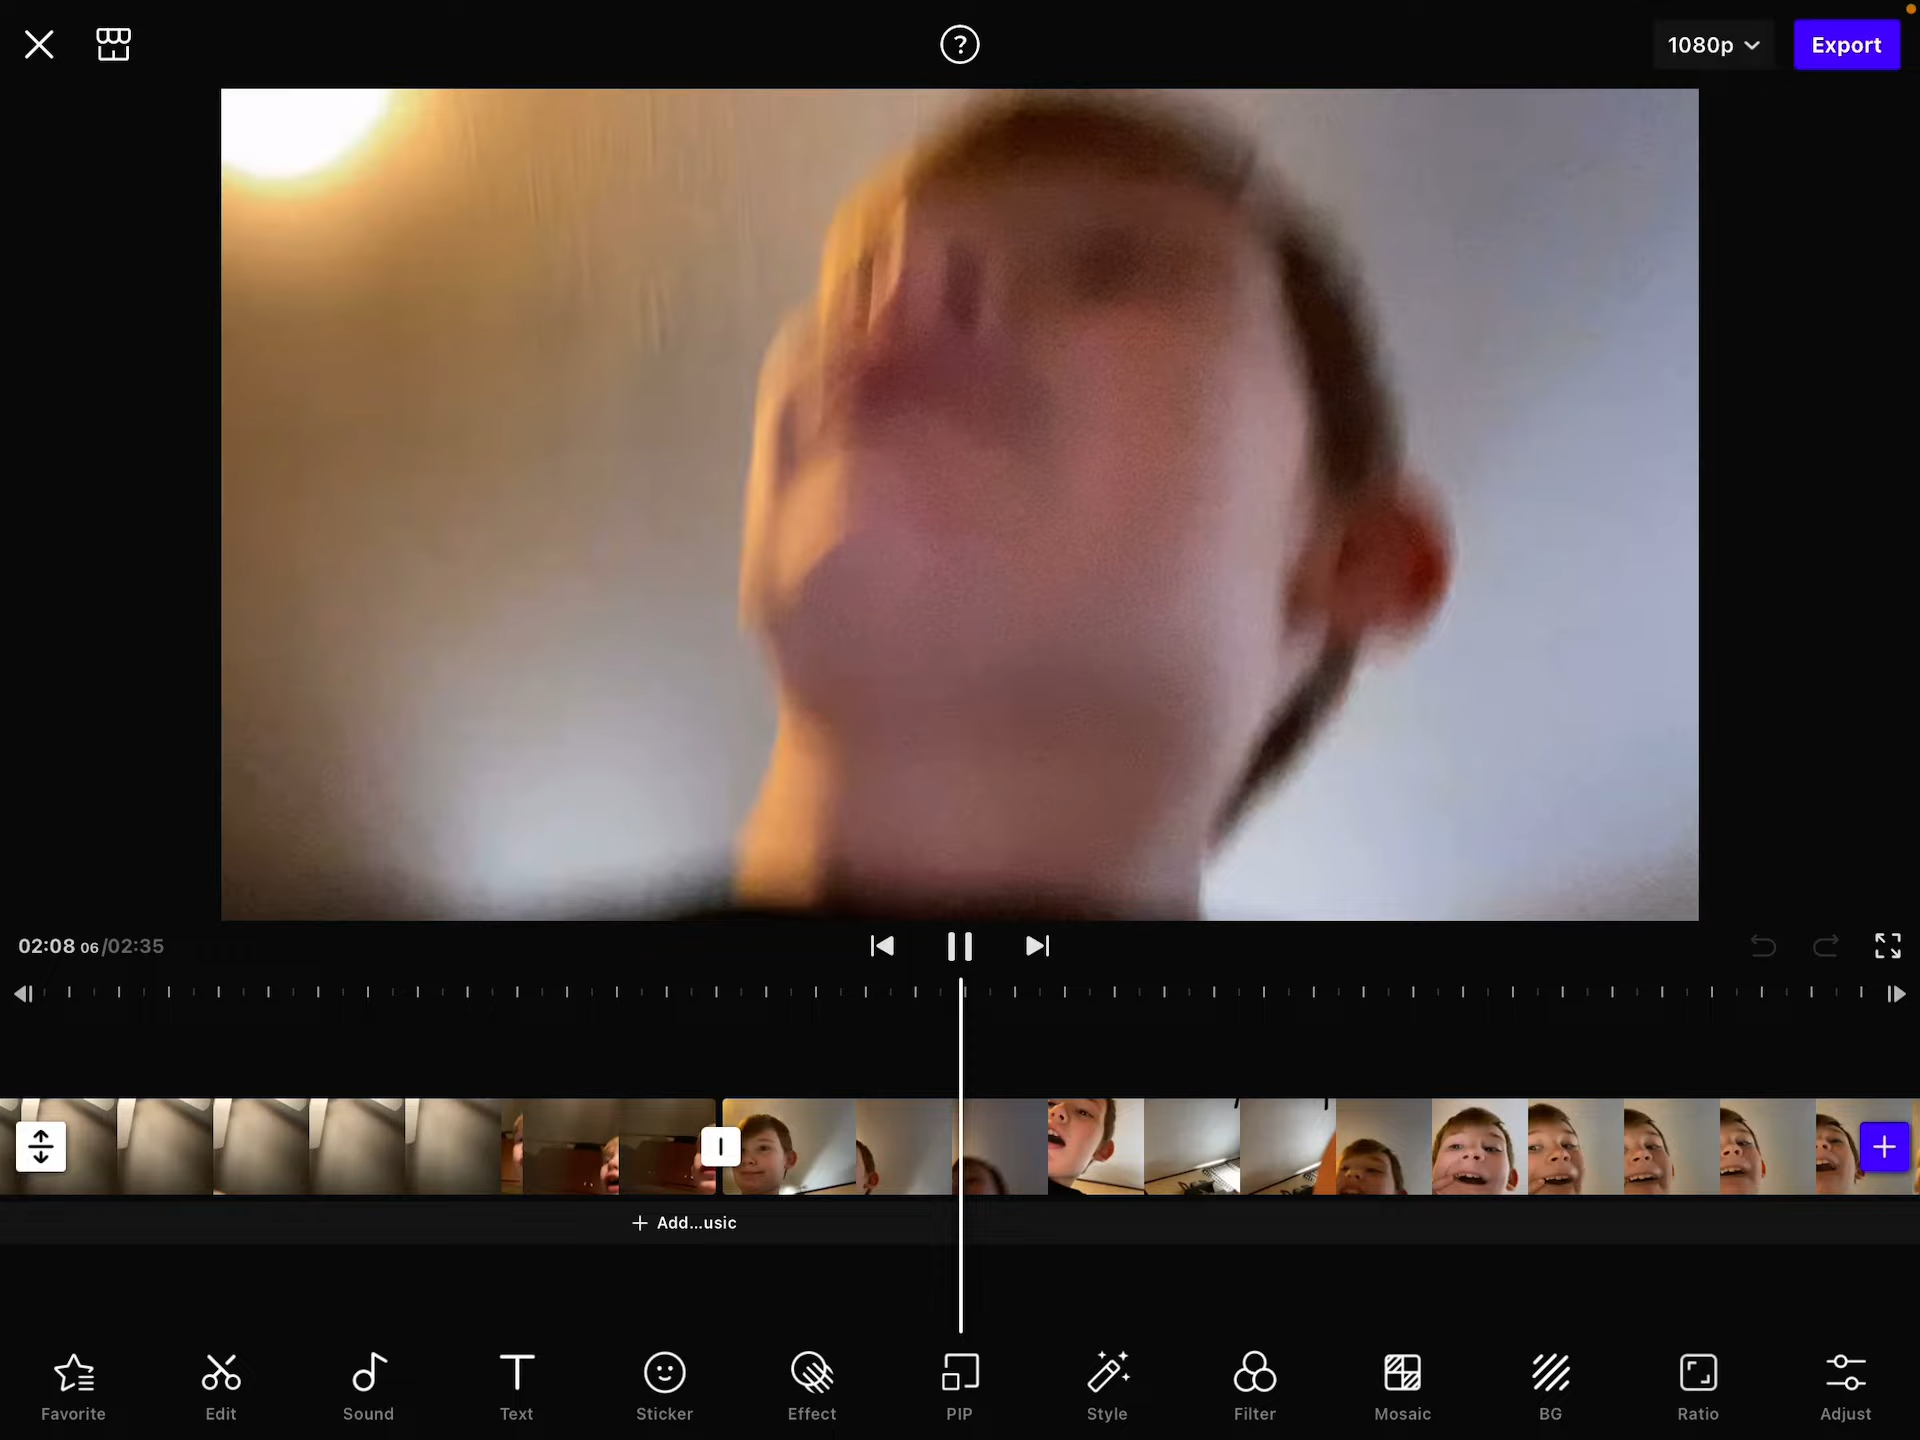 1080p
Export
02:08 06/02:35
+ Add...usic
Favorite Edit Sound Text Sticker Effect PIP Style Filter Mosaic BG Ratio Adjust